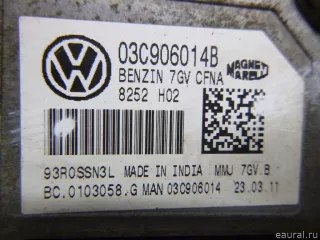 03C906014B
BENZIN 7GV CFNA
MAGNETI MARELLI
8252 H02
93R0SSN3L MADE IN INDIA MMJ 7GV.B
BC.0103058.G MAN 03C906014 23.03.11
© eaural.ru